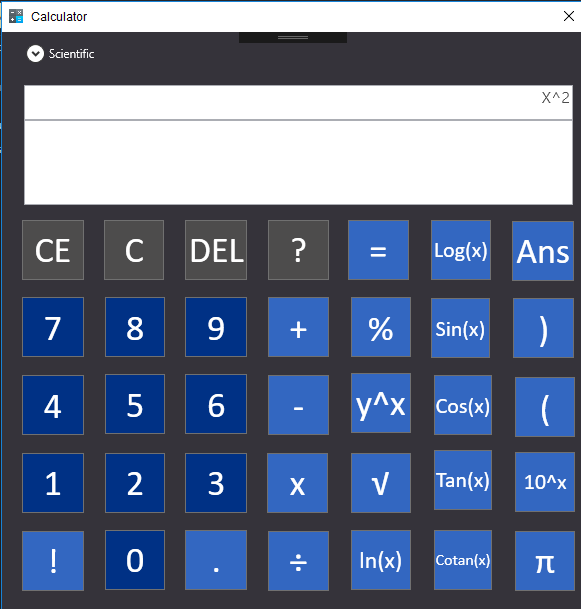 Calculator
Scientific
X^2
CE C DEL ? = Log(x) Ans
7 8 9 + % Sin(x) )
4 5 6 - y^x Cos(x) (
1 2 3 x √ Tan(x) 10^x
! 0 . ÷ ln(x) Cotan(x) π